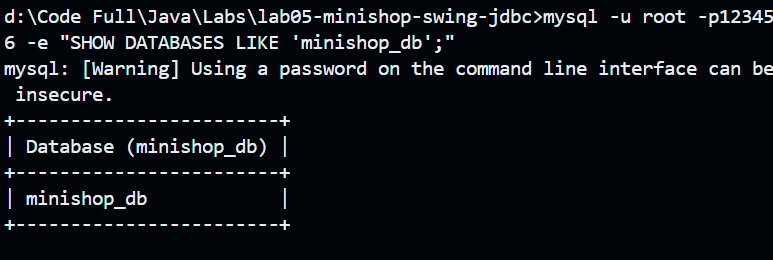 d:\Code Full\Java\Labs\lab05-minishop-swing-jdbc>mysql -u root -p12345
6 -e "SHOW DATABASES LIKE 'minishop_db';"
mysql: [Warning] Using a password on the command line interface can be
 insecure.
+------------------------+
| Database (minishop_db) |
+------------------------+
| minishop_db            |
+------------------------+